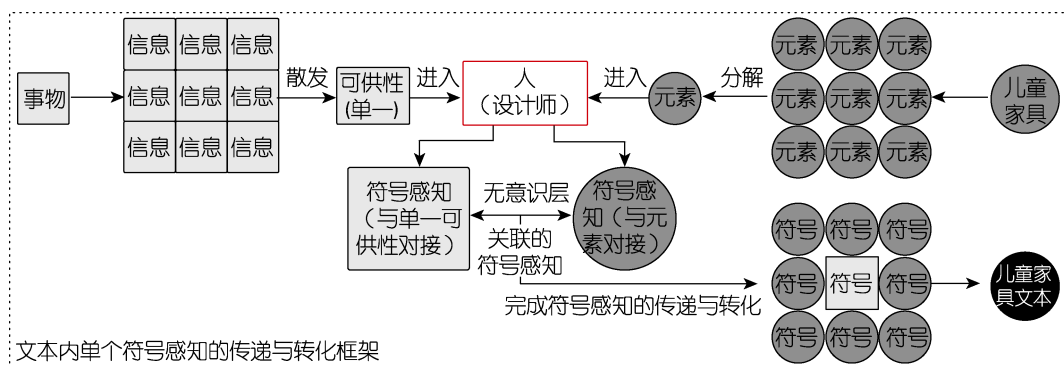 事物
信息 信息 信息
信息 信息 信息
信息 信息 信息
散发
可供性
(单一)
进入
人
（设计师）
进入
元素
分解
元素 元素 元素
元素 元素 元素
元素 元素 元素
儿童
家具
符号感知
（与单一可
供性对接）
无意识层
关联的
符号感知
符号感
知（与元
素对接）
完成符号感知的传递与转化
符号 符号 符号
符号 符号 符号
符号 符号 符号
儿童家
具文本
文本内单个符号感知的传递与转化框架